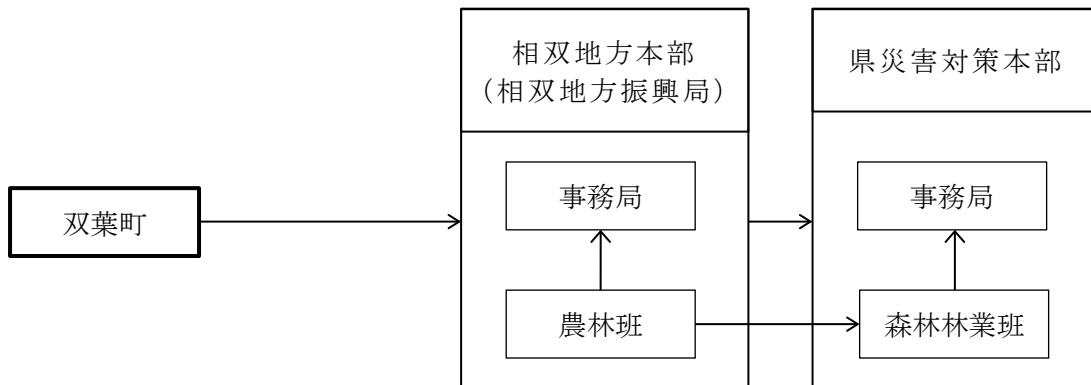 相双地方本部
（相双地方振興局）
県災害対策本部
双葉町
事務局
農林班
事務局
森林林業班